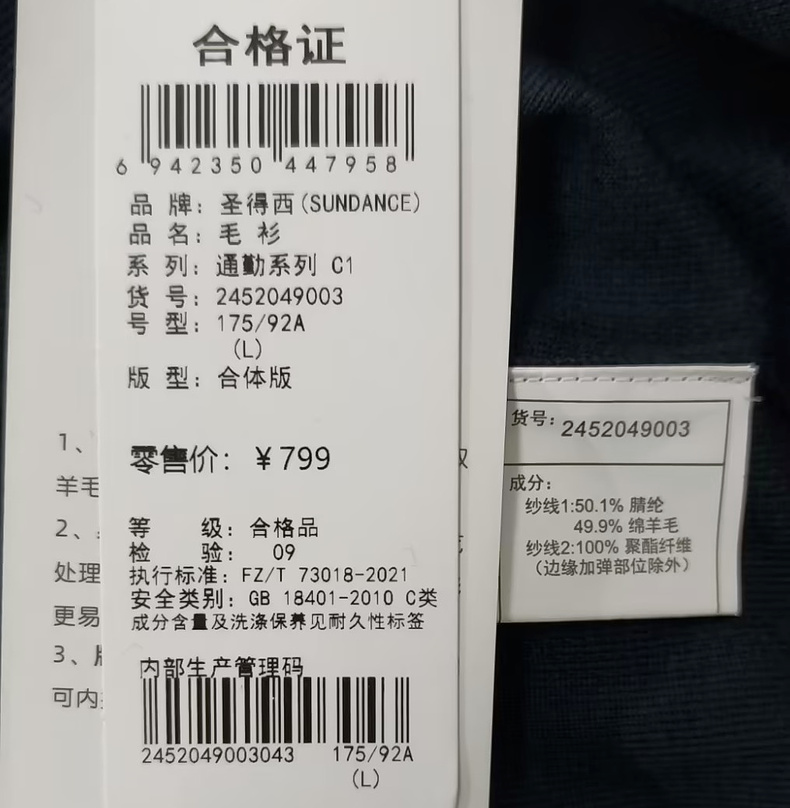 合格证
6 942350 447958
品 牌：圣得西(SUNDANCE)
品 名：毛 衫
系 列：通勤系列 C1
货 号：2452049003
号 型：175/92A
(L)
版 型：合体版
零售价：￥799
等 级：合格品
检 验：09
执行标准：FZ/T 73018-2021
安全类别：GB 18401-2010 C类
成分含量及洗涤保养见耐久性标签
内部生产管理码
2452049003043 175/92A
(L)
1、
羊毛
2、
处理
更易
3、
可内
货号：2452049003
成分：
纱线1:50.1% 腈纶
49.9% 绵羊毛
纱线2:100% 聚酯纤维
（边缘加弹部位除外）